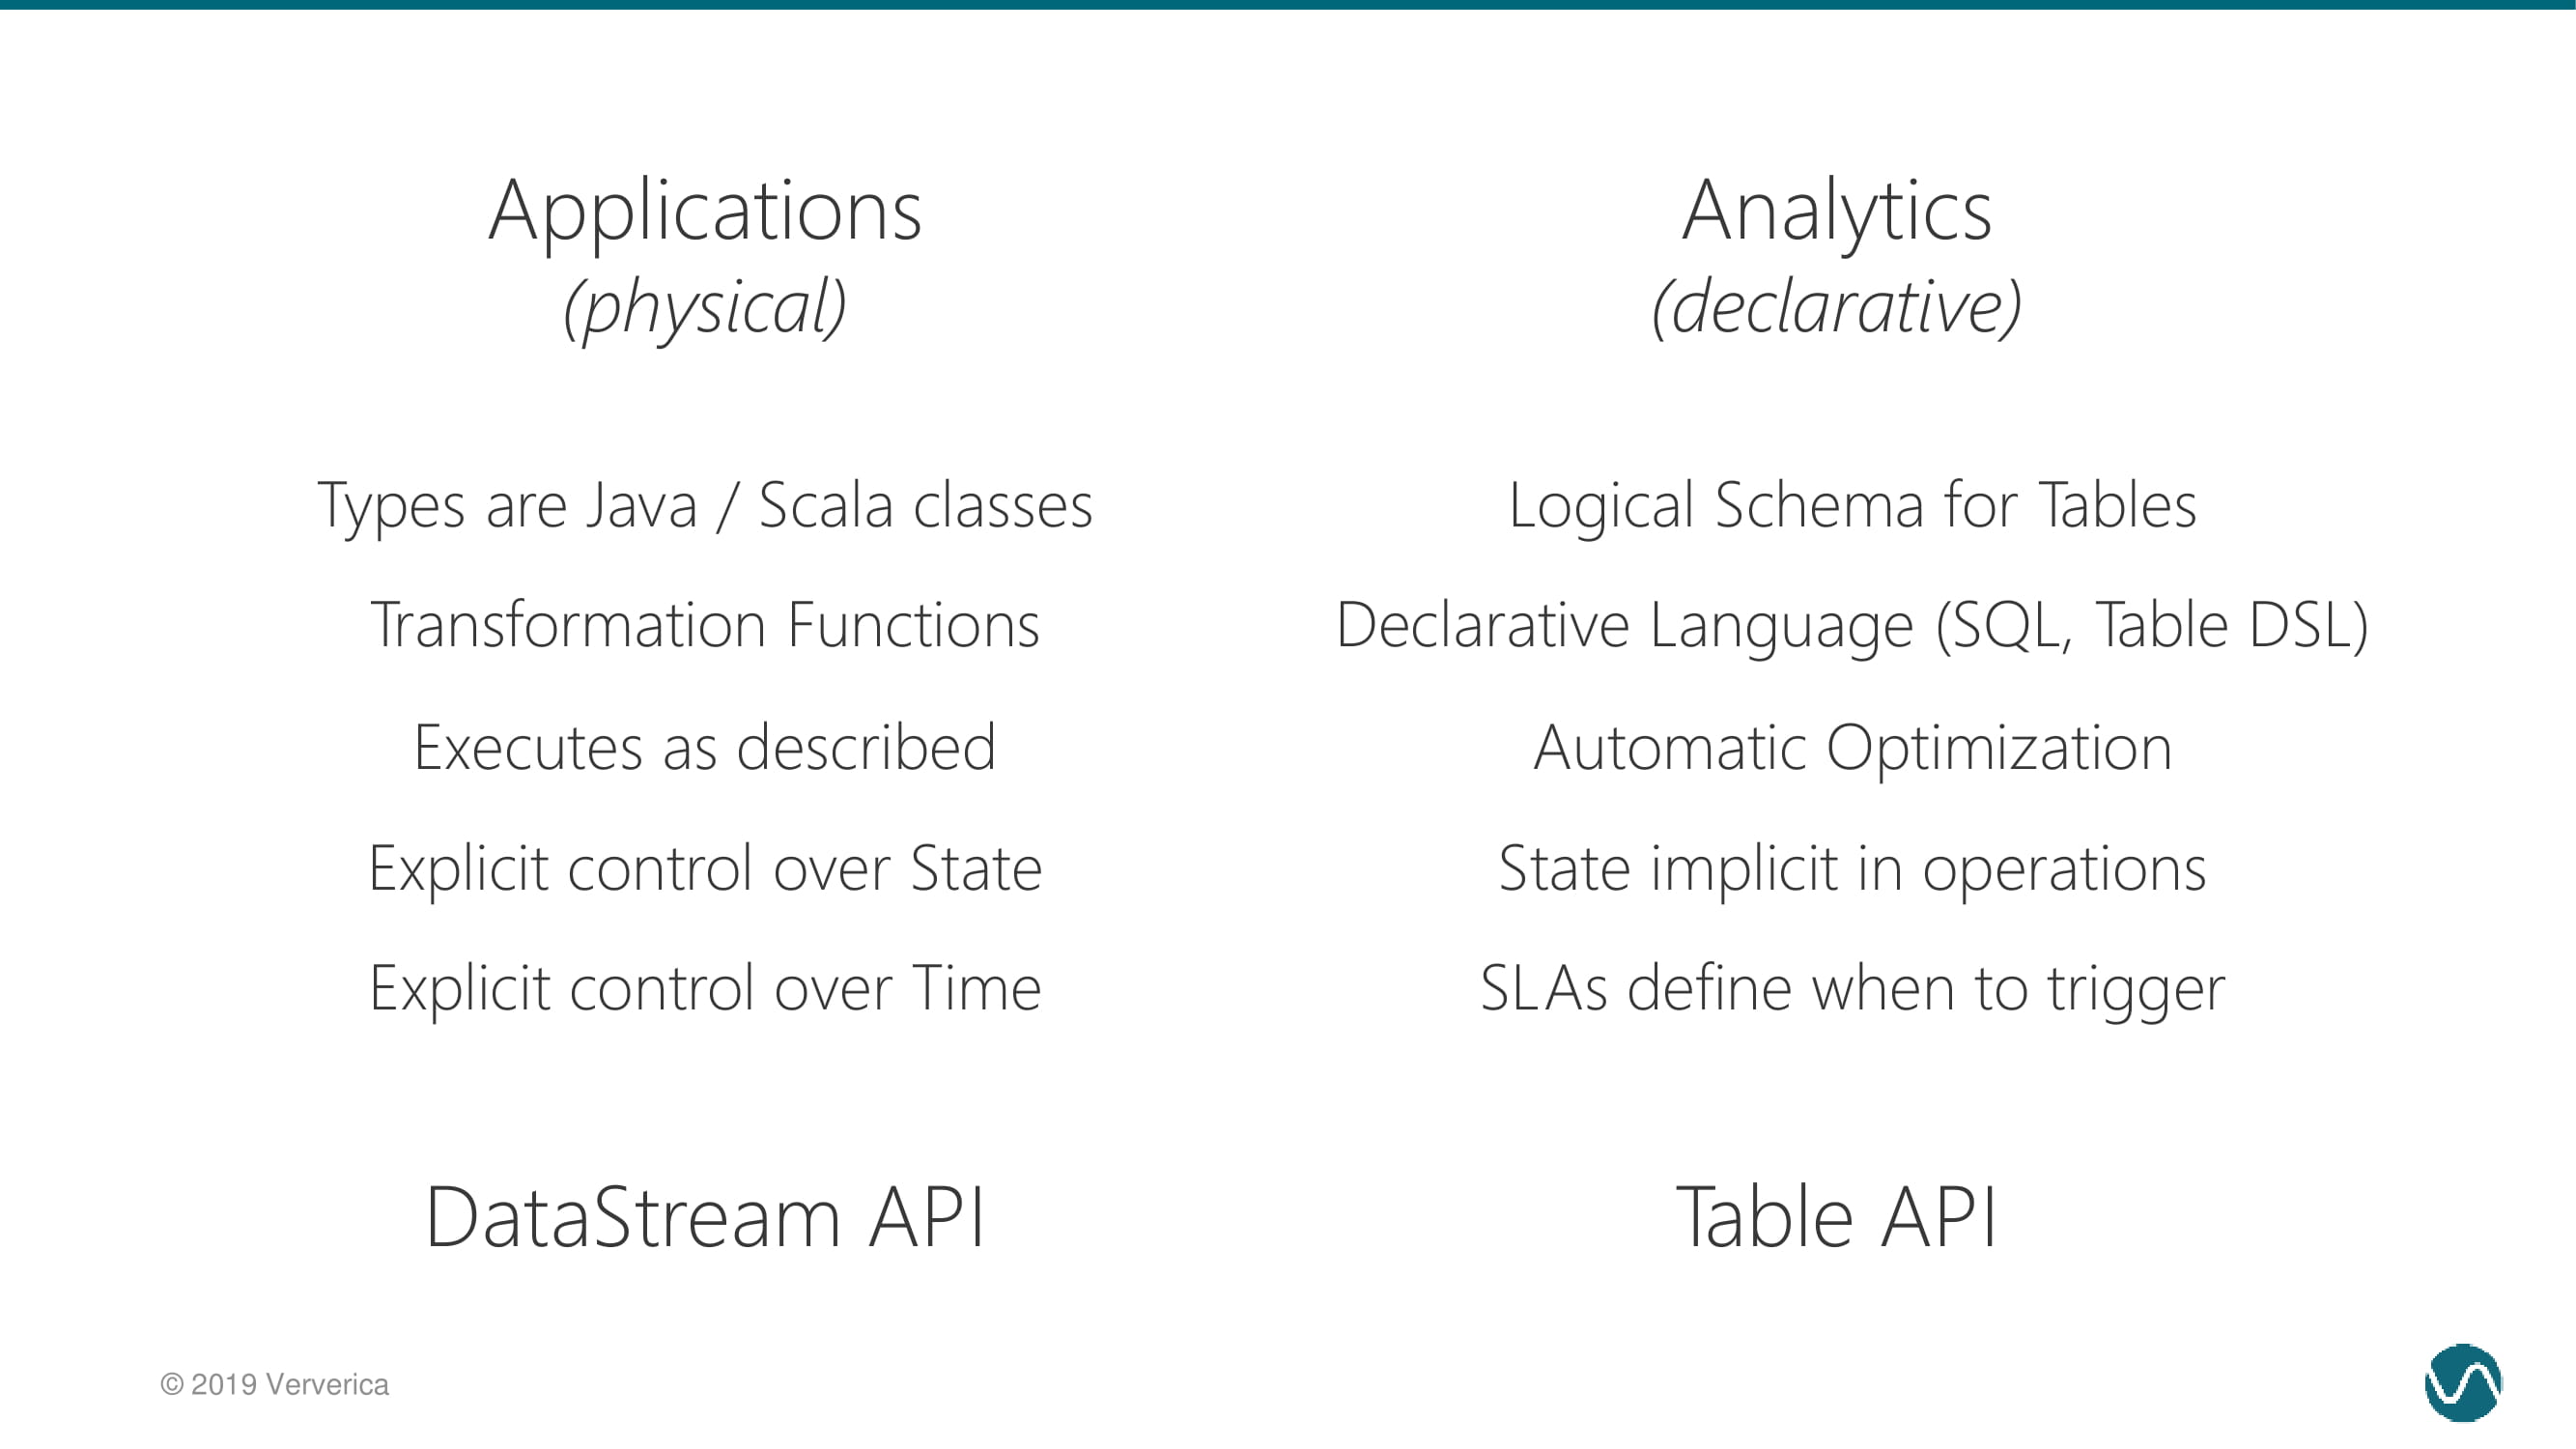 Applications
(physical)
Types are Java / Scala classes
Transformation Functions
Executes as described
Explicit control over State
Explicit control over Time
DataStream API
Analytics
(declarative)
Logical Schema for Tables
Declarative Language (SQL, Table DSL)
Automatic Optimization
State implicit in operations
SLAs define when to trigger
Table API
© 2019 Ververica